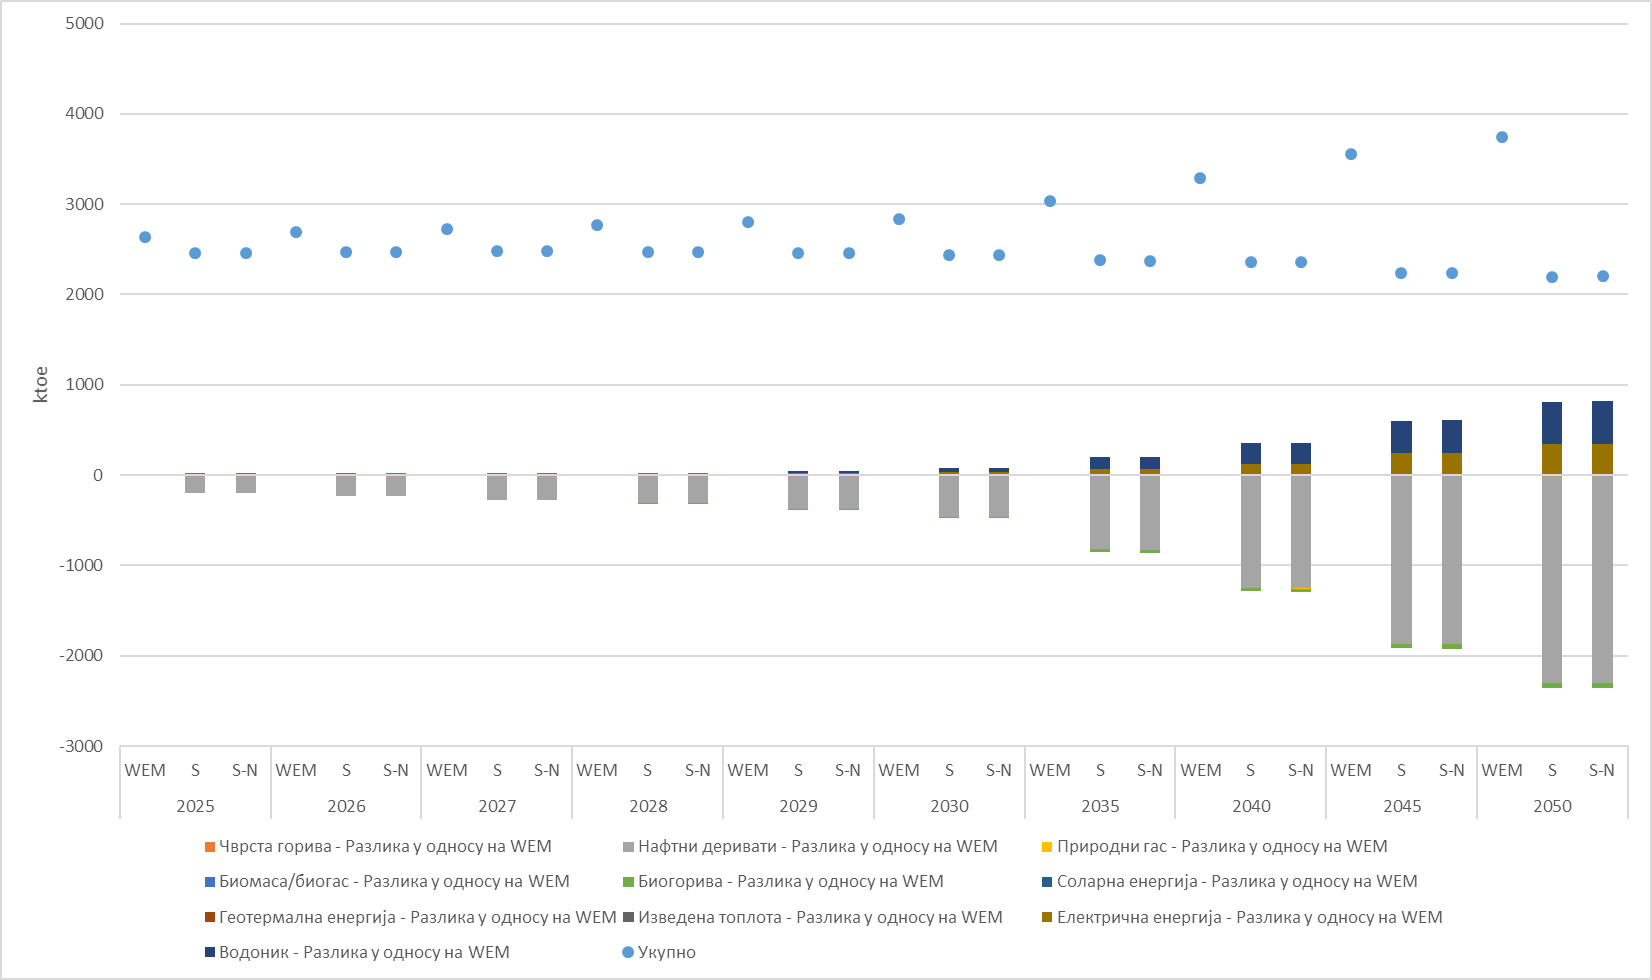 5000
4000
3000
2000
1000
0
-1000
-2000
-3000
ktoe
WEM S S-N WEM S S-N WEM S S-N WEM S S-N WEM S S-N WEM S S-N WEM S S-N WEM S S-N WEM S S-N WEM S S-N
2025 2026 2027 2028 2029 2030 2035 2040 2045 2050
Чврста горива - Разлика у односу на WEM Нафтни деривати - Разлика у односу на WEM Природни гас - Разлика у односу на WEM
Биомаса/биогас - Разлика у односу на WEM Биогорива - Разлика у односу на WEM Соларна енергија - Разлика у односу на WEM
Геотермална енергија - Разлика у односу на WEM Изведена топлота - Разлика у односу на WEM Електрична енергија - Разлика у односу на WEM
Водоник - Разлика у односу на WEM Укупно